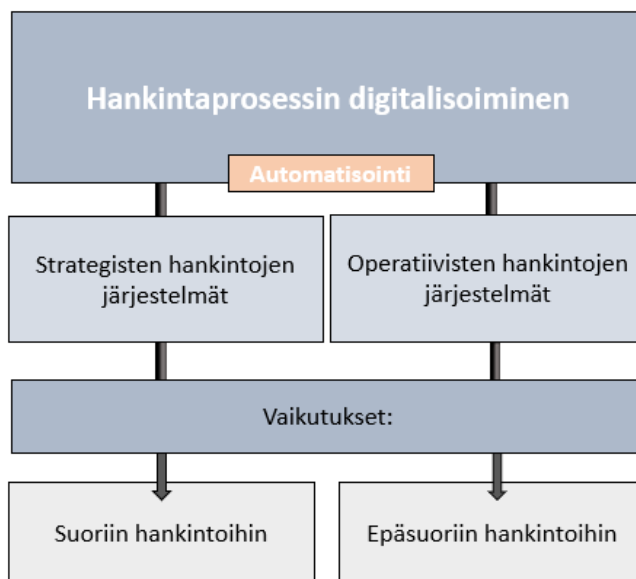 Hankintaprosessin digitalisoiminen
Automatisointi
Strategisten hankintojen
järjestelmät
Operatiivisten hankintojen
järjestelmät
Vaikutukset:
Suoriin hankintoihin
Epäsuoriin hankintoihin